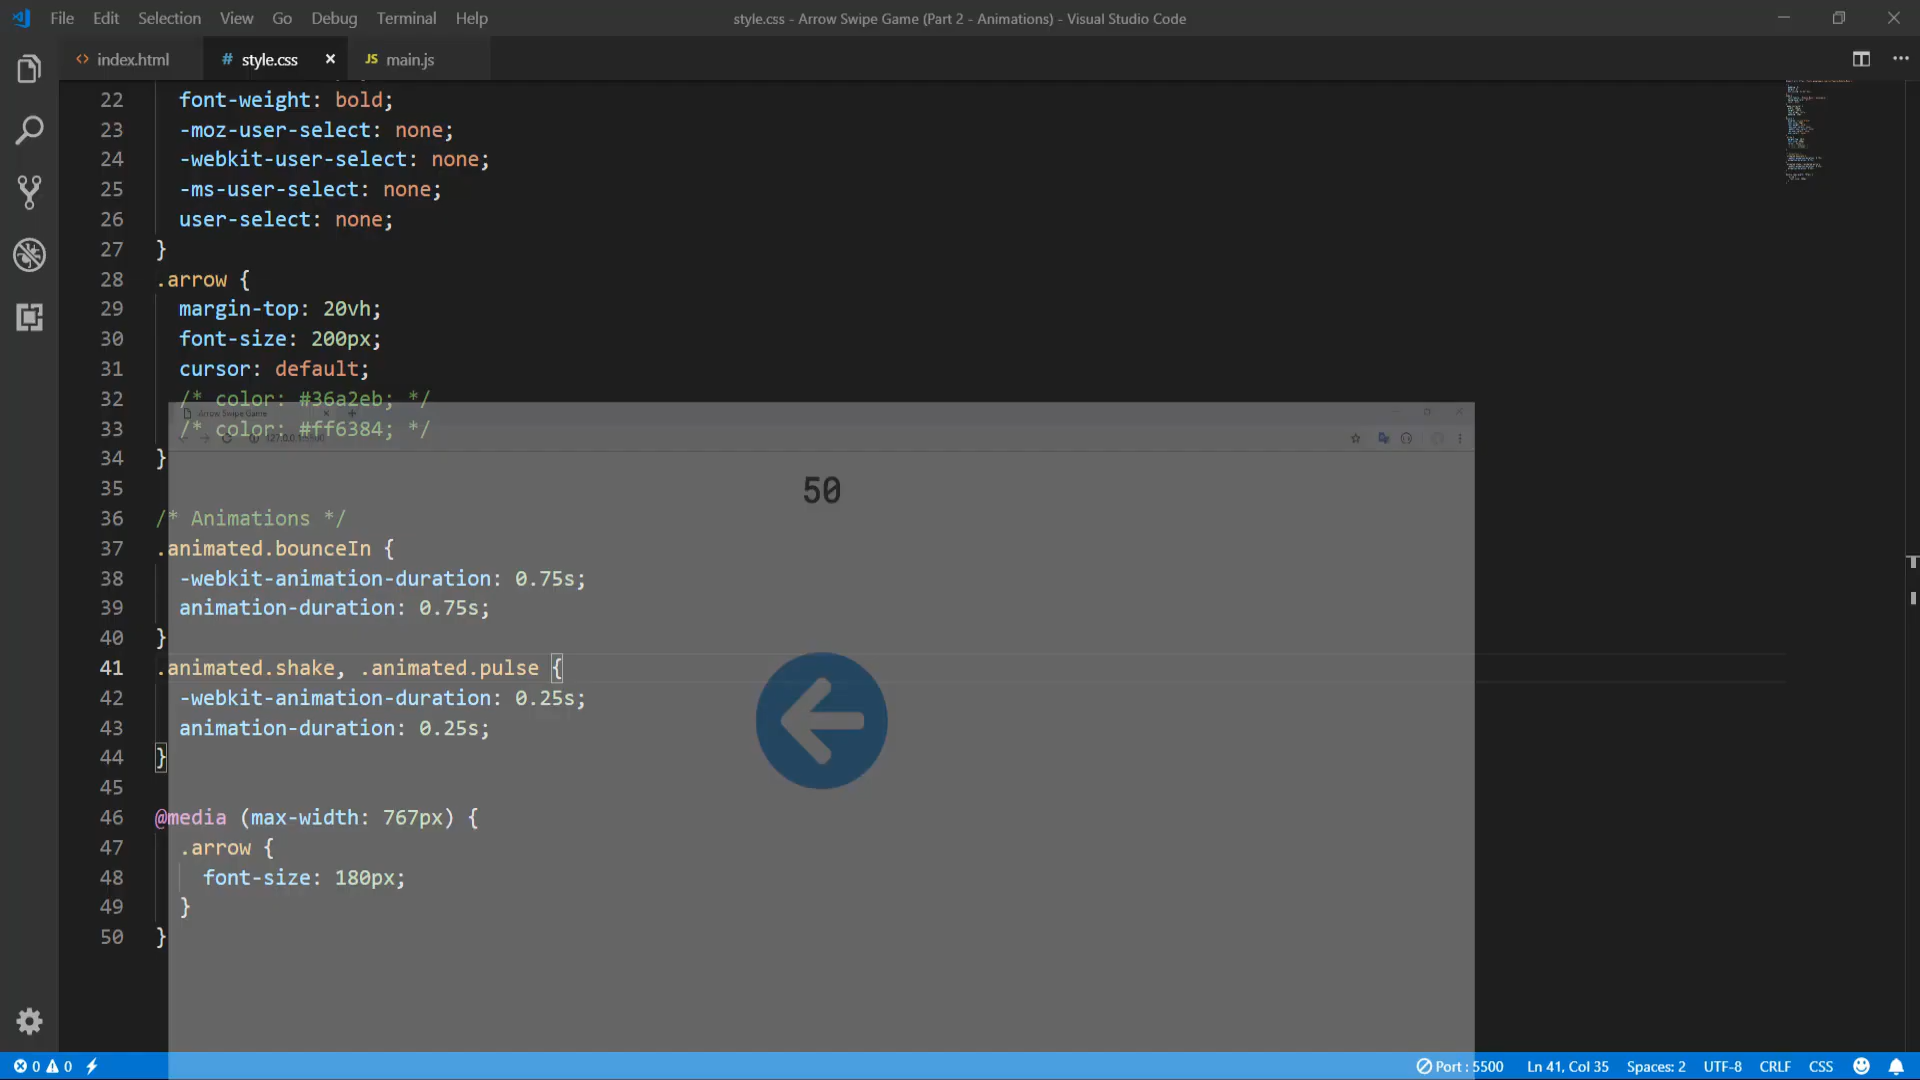 File Edit Selection View Go Debug Terminal Help
style.css - Arrow Swipe Game (Part 2 - Animations) - Visual Studio Code
<> index.html
# style.css ×
JS main.js
22 font-weight: bold;
23 -moz-user-select: none;
24 -webkit-user-select: none;
25 -ms-user-select: none;
26 user-select: none;
27 }
28 .arrow {
29 margin-top: 20vh;
30 font-size: 200px;
31 cursor: default;
32 /* color: #36a2eb; */
Arrow Swipe Game
33 /* color: #ff6384; */
34 }
35
50
36 /* Animations */
37 .animated.bounceIn {
38 -webkit-animation-duration: 0.75s;
39 animation-duration: 0.75s;
40 }
41 .animated.shake, .animated.pulse {
42 -webkit-animation-duration: 0.25s;
43 animation-duration: 0.25s;
44 }
45
46 @media (max-width: 767px) {
47 .arrow {
48 font-size: 180px;
49 }
50 }
0 0
Port : 5500 Ln 41, Col 35 Spaces: 2 UTF-8 CRLF CSS